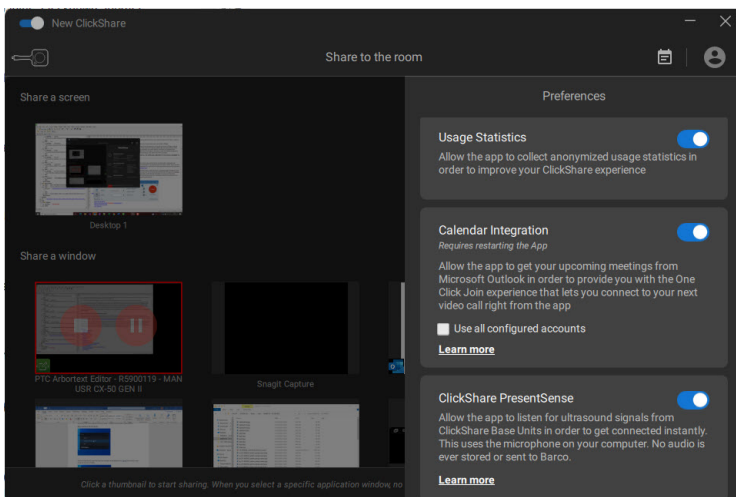 New ClickShare
Share to the room
Share a screen
Desktop 1
Share a window
PTC Arbortext Editor - R5900119 - MAN
USR CX-50 GEN II
Snagit Capture
Click a thumbnail to start sharing. When you select a specific application window, no
Preferences
Usage Statistics
Allow the app to collect anonymized usage statistics in
order to improve your ClickShare experience
Calendar Integration
Requires restarting the App
Allow the app to get your upcoming meetings from
Microsoft Outlook in order to provide you with the One
Click Join experience that lets you connect to your next
video call right from the app
Use all configured accounts
Learn more
ClickShare PresentSense
Allow the app to listen for ultrasound signals from
ClickShare Base Units in order to get connected instantly.
This uses the microphone on your computer. No audio is
ever stored or sent to Barco.
Learn more